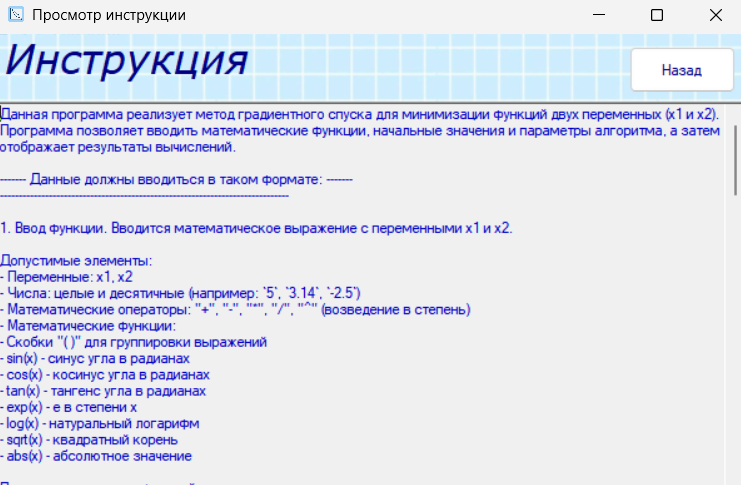 Просмотр инструкции
Инструкция
Назад
Данная программа реализует метод градиентного спуска для минимизации функций двух переменных (x1 и x2).
Программа позволяет вводить математические функции, начальные значения и параметры алгоритма, а затем
отображает результаты вычислений.
------- Данные должны вводиться в таком формате: -------
--------------------------------------------------------------------------
1. Ввод функции. Вводится математическое выражение с переменными x1 и x2.
Допустимые элементы:
- Переменные: x1, x2
- Числа: целые и десятичные (например: `5`, `3.14`, `-2.5`)
- Математические операторы: "+", "-", "*", "/", "^" (возведение в степень)
- Математические функции:
- Скобки "( )" для группировки выражений
- sin(x) - синус угла в радианах
- cos(x) - косинус угла в радианах
- tan(x) - тангенс угла в радианах
- exp(x) - e в степени x
- log(x) - натуральный логарифм
- sqrt(x) - квадратный корень
- abs(x) - абсолютное значение